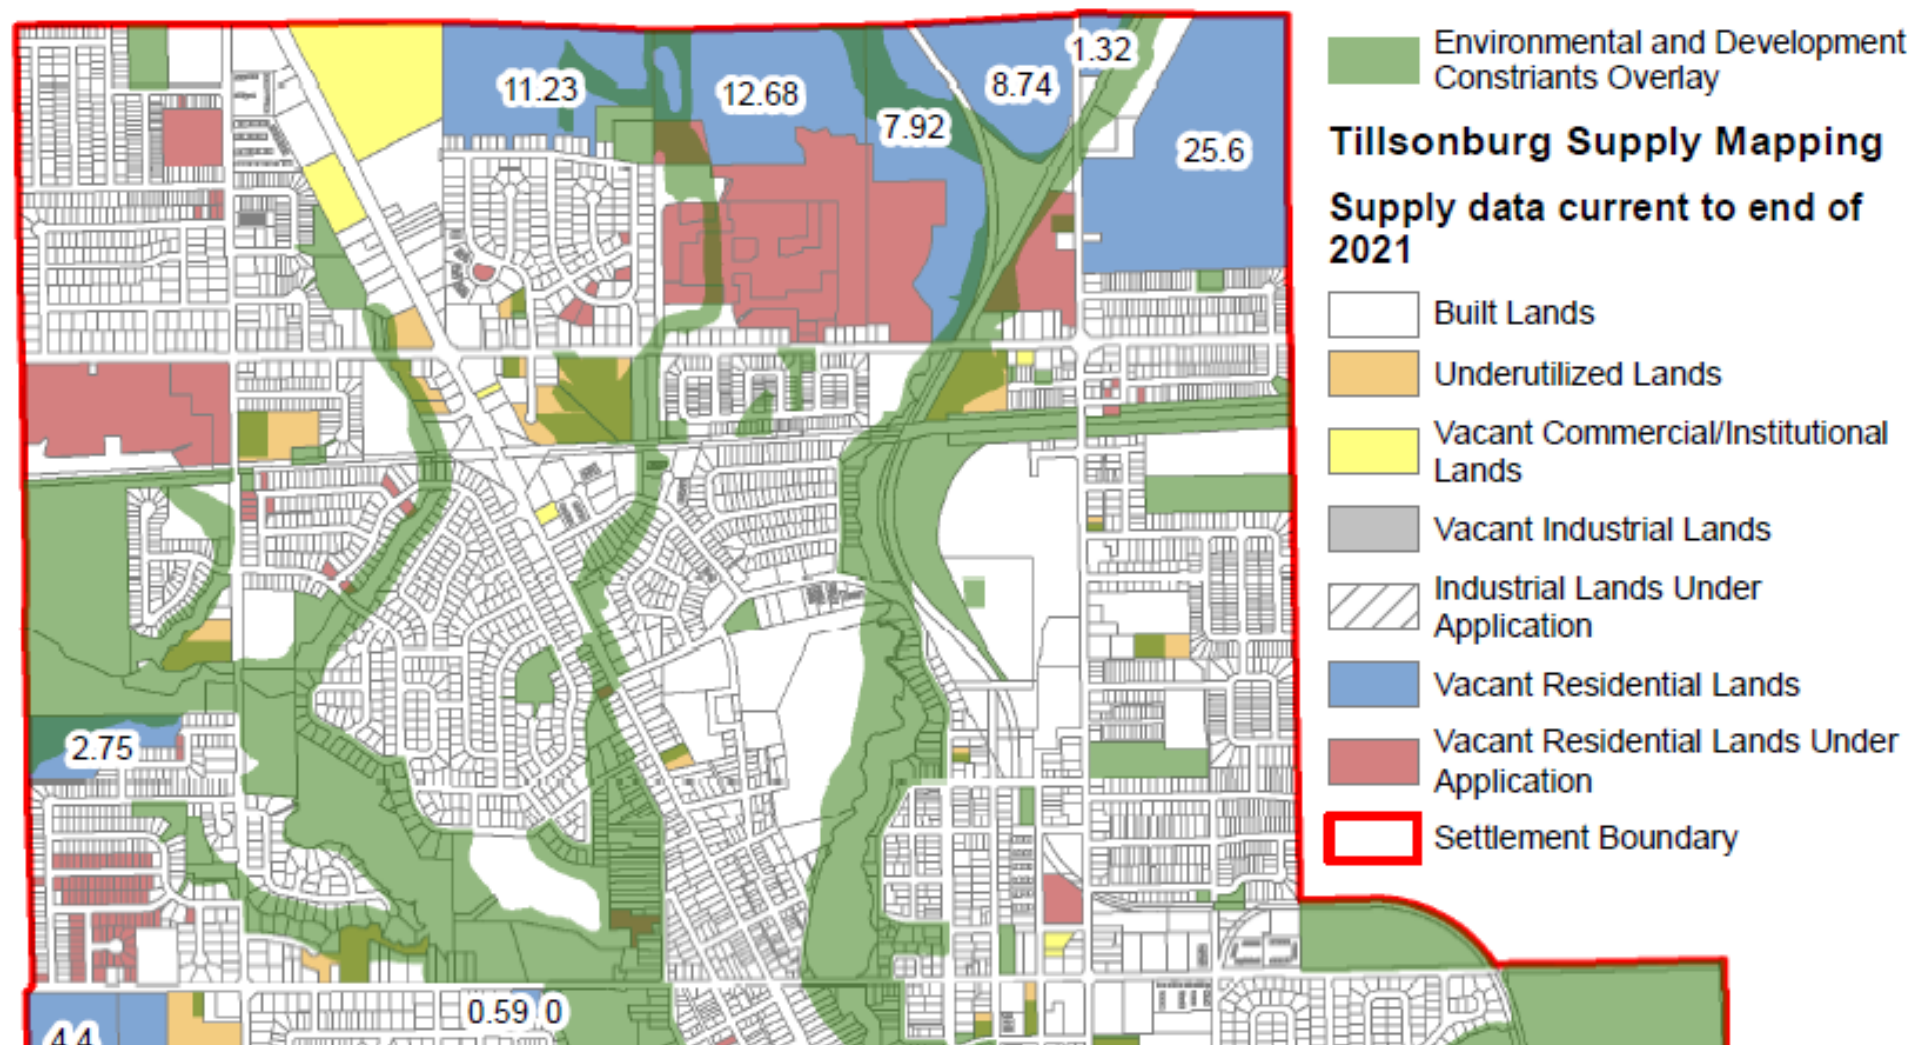 1.32
8.74
11.23
12.68
7.92
25.6
2.75
0.59 0
4.4
Environmental and Development
Constriants Overlay
Tillsonburg Supply Mapping
Supply data current to end of
2021
Built Lands
Underutilized Lands
Vacant Commercial/Institutional
Lands
Vacant Industrial Lands
Industrial Lands Under
Application
Vacant Residential Lands
Vacant Residential Lands Under
Application
Settlement Boundary